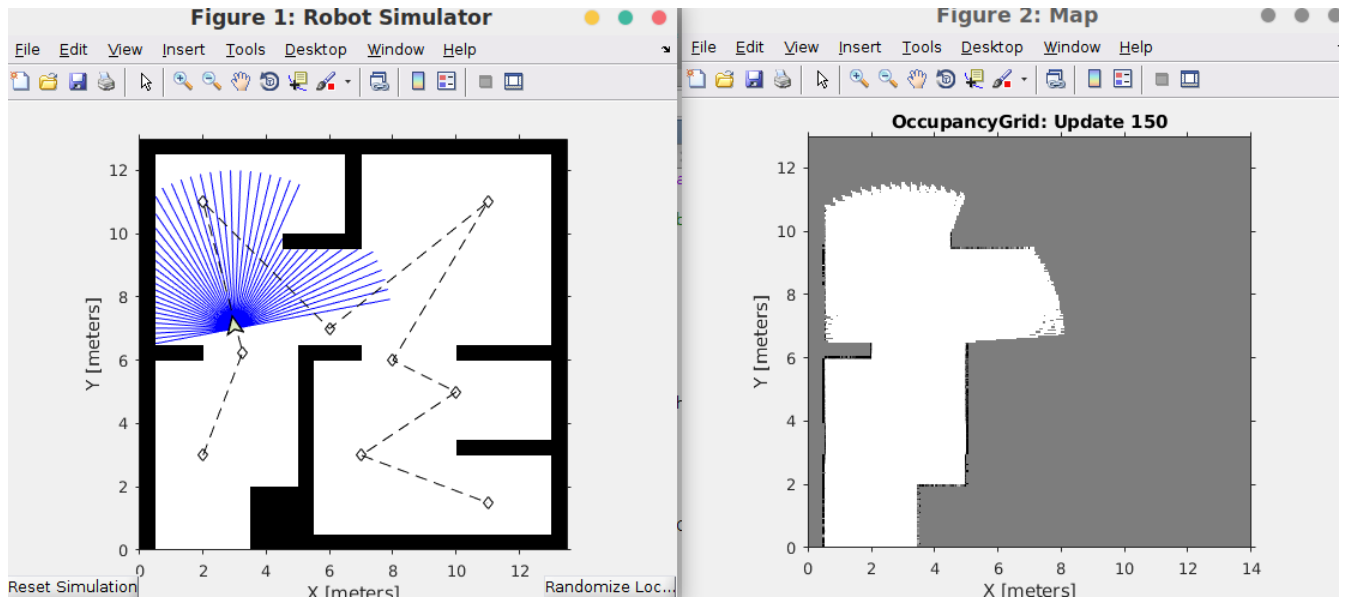 Figure 1: Robot Simulator
File Edit View Insert Tools Desktop Window Help
12
10
8
6
4
2
0
Y [meters]
0 2 4 6 8 10 12
X [meters]
Reset Simulation
Randomize Loc...
Figure 2: Map
File Edit View Insert Tools Desktop Window Help
OccupancyGrid: Update 150
12
10
8
6
4
2
0
Y [meters]
0 2 4 6 8 10 12 14
X [meters]